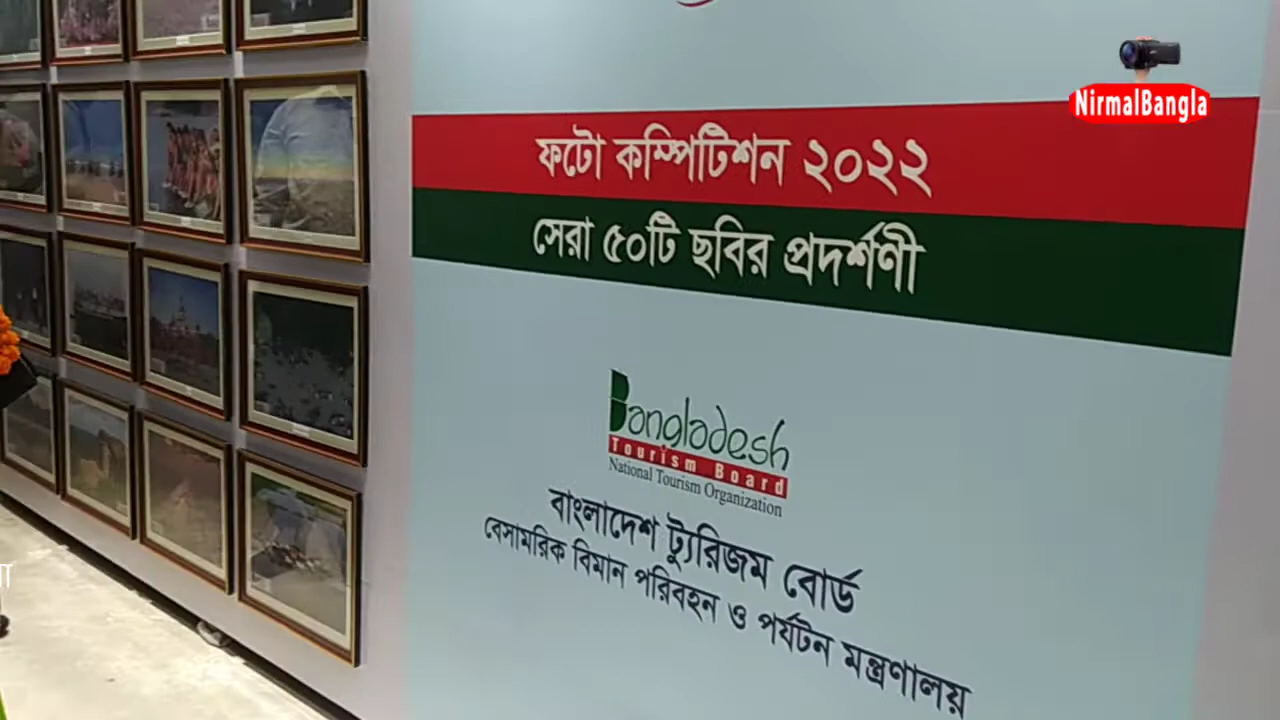 NirmalBangla
ফটো কম্পিটিশন ২০২২
সেরা ৫০টি ছবির প্রদর্শণী
Bangladesh
Tourism Board
National Tourism Organization
বাংলাদেশ ট্যুরিজম বোর্ড
বেসামরিক বিমান পরিবহন ও পর্যটন মন্ত্রণালয়